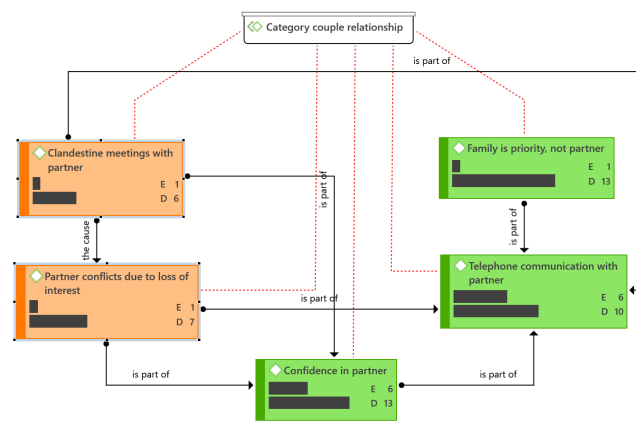 Category couple relationship
is part of
Clandestine meetings with
partner
E 1
D 6
Family is priority, not partner
E 1
D 13
is part of
is part of
the cause
Partner conflicts due to loss of
interest
E 1
D 7
Telephone communication with
partner
E 6
D 10
is part of
is part of
Confidence in partner
E 6
D 13
is part of